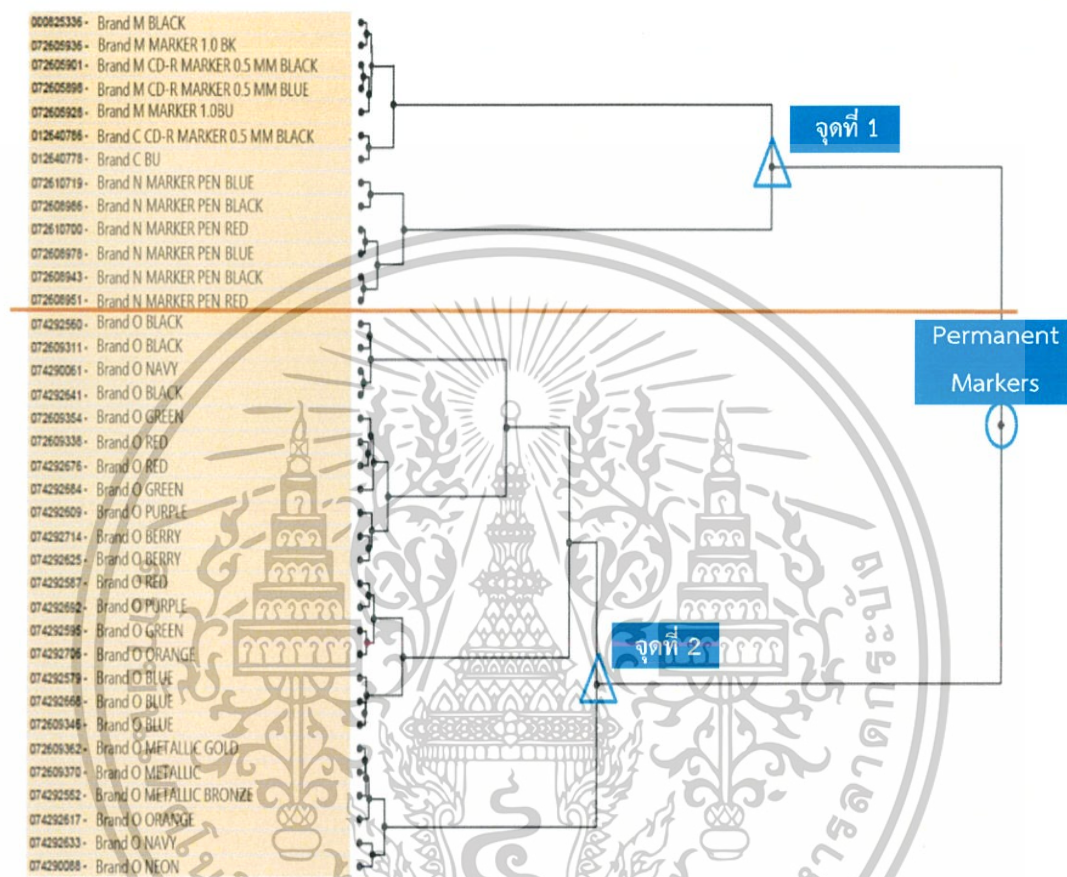 000825336- Brand M BLACK
072605936- Brand M MARKER 1.0 BK
072605901- Brand M CD-R MARKER 0.5 MM BLACK
072605898- Brand M CD-R MARKER 0.5 MM BLUE
072605928- Brand M MARKER 1.0BU
012640786- Brand C CD-R MARKER 0.5 MM BLACK
012640778- Brand C BU
072610719- Brand N MARKER PEN BLUE
072608986- Brand N MARKER PEN BLACK
072610700- Brand N MARKER PEN RED
072608978- Brand N MARKER PEN BLUE
072608943- Brand N MARKER PEN BLACK
072608951- Brand N MARKER PEN RED
074292560- Brand O BLACK
072609311- Brand O BLACK
074290061- Brand O NAVY
074292641- Brand O BLACK
072609354- Brand O GREEN
072609338- Brand O RED
074292676- Brand O RED
074292684- Brand O GREEN
074292609- Brand O PURPLE
074292714- Brand O BERRY
074292625- Brand O BERRY
074292587- Brand O RED
074292692- Brand O PURPLE
074292595- Brand O GREEN
074292706- Brand O ORANGE
074292579- Brand O BLUE
074292668- Brand O BLUE
072609346- Brand O BLUE
072609362- Brand O METALLIC GOLD
072609370- Brand O METALLIC
074292552- Brand O METALLIC BRONZE
074292617- Brand O ORANGE
074292633- Brand O NAVY
074290088- Brand O NEON
จุดที่ 1
Permanent
Markers
จุดที่ 2